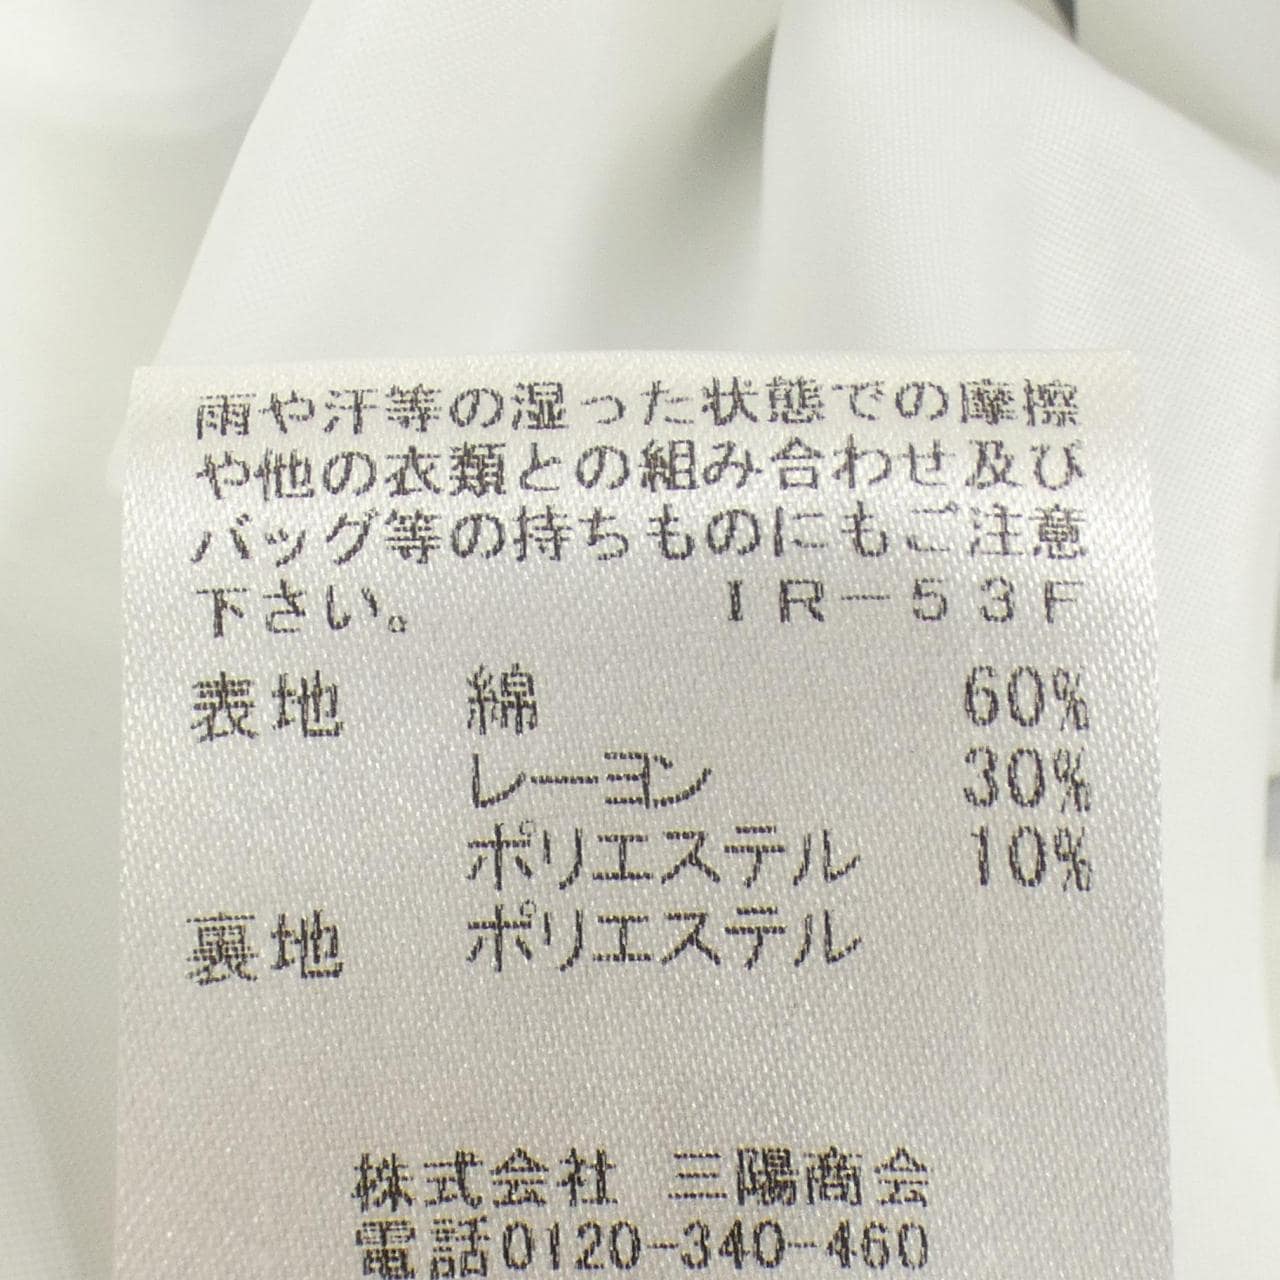 雨や汗等の湿った状態での摩擦
や他の衣類との組み合わせ及び
バッグ等の持ちものにもご注意
下さい。 IR-53F
表地 綿 60%
レーヨン 30%
ポリエステル 10%
裏地 ポリエステル
株式会社 三陽商会
電話0120-340-460